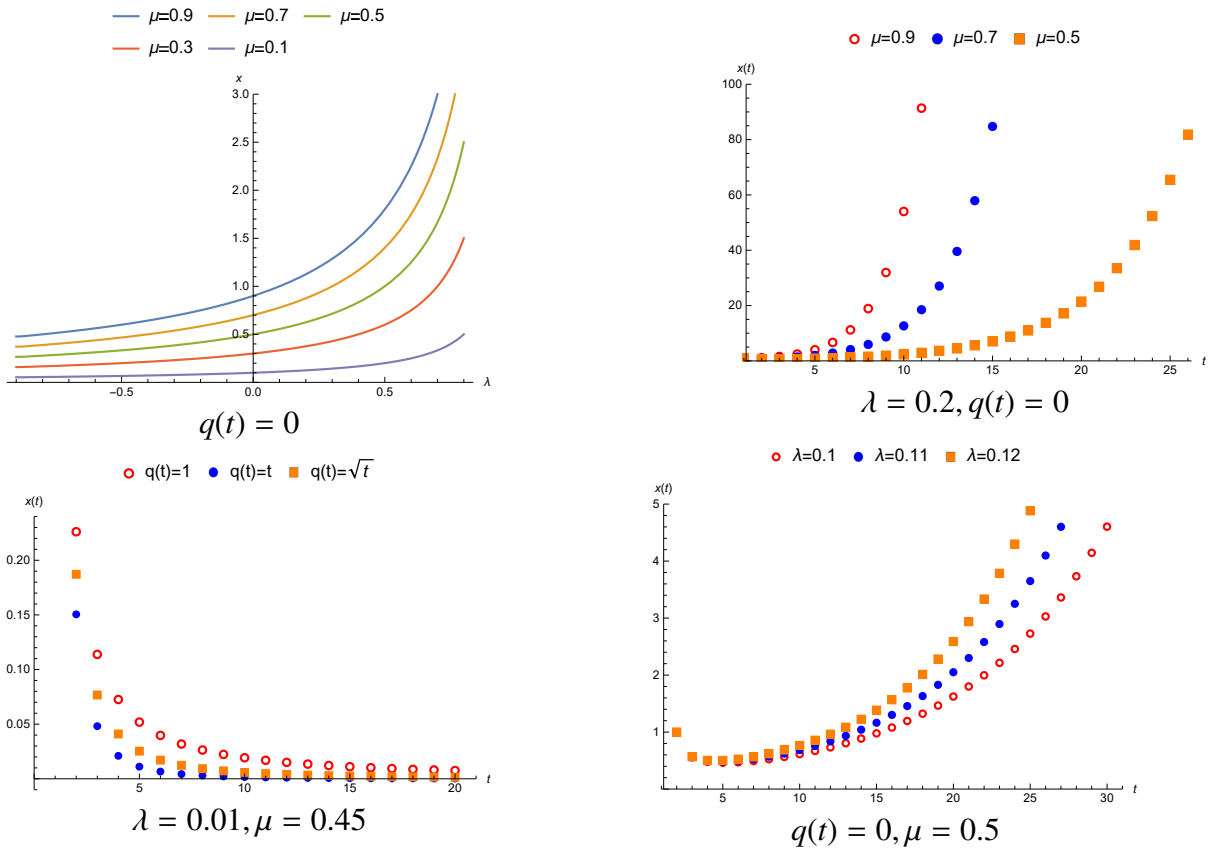 μ=0.9 μ=0.7 μ=0.5
μ=0.3 μ=0.1
x
3.0
2.5
2.0
1.5
1.0
0.5
−0.5 0.0 0.5 λ
q(t) = 0
μ=0.9 μ=0.7 μ=0.5
x(t)
100
80
60
40
20
5 10 15 20 25 t
λ = 0.2, q(t) = 0
q(t)=1 q(t)=t q(t)=√t
x(t)
0.20
0.15
0.10
0.05
5 10 15 20 t
λ = 0.01, μ = 0.45
λ=0.1 λ=0.11 λ=0.12
x(t)
5
4
3
2
1
5 10 15 20 25 30 t
q(t) = 0, μ = 0.5